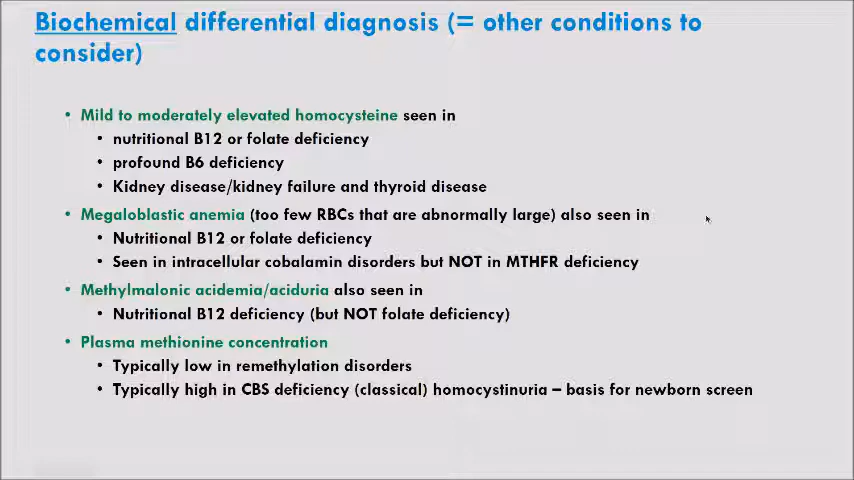 Biochemical differential diagnosis (= other conditions to
consider)
• Mild to moderately elevated homocysteine seen in
• nutritional B12 or folate deficiency
• profound B6 deficiency
• Kidney disease/kidney failure and thyroid disease
• Megaloblastic anemia (too few RBCs that are abnormally large) also seen in
• Nutritional B12 or folate deficiency
• Seen in intracellular cobalamin disorders but NOT in MTHFR deficiency
• Methylmalonic acidemia/aciduria also seen in
• Nutritional B12 deficiency (but NOT folate deficiency)
• Plasma methionine concentration
• Typically low in remethylation disorders
• Typically high in CBS deficiency (classical) homocystinuria – basis for newborn screen